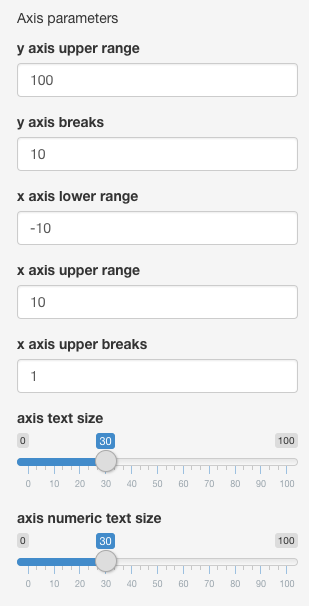 Axis parameters
y axis upper range
100
y axis breaks
10
x axis lower range
-10
x axis upper range
10
x axis upper breaks
1
axis text size
0 30 100
0 10 20 30 40 50 60 70 80 90 100
axis numeric text size
0 30 100
0 10 20 30 40 50 60 70 80 90 100